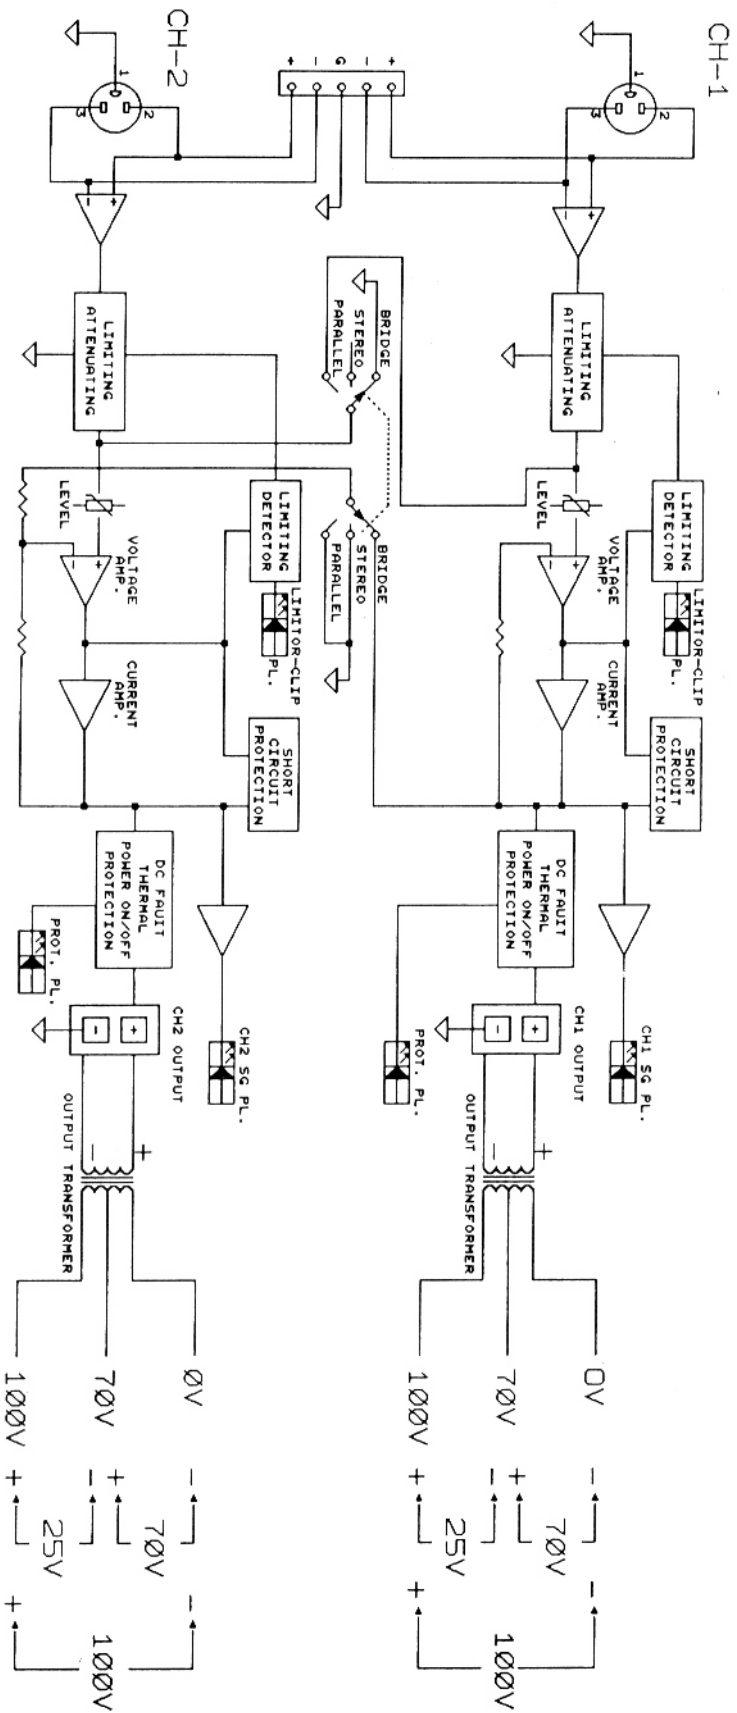 CH-1
1
2
3
+
-
LIMITING
ATTENUATING
LIMITING
DETECTOR
LIMITOR-CLIP
PL.
LEVEL
VOLTAGE
AMP.
+
-
CURRENT
AMP.
SHORT
CIRCUIT
PROTECTION
DC FAUIT
THERMAL
POWER ON/OFF
PROTECTION
CH1 SG PL.
PROT. PL.
CH1 OUTPUT
+
-
+
-
OUTPUT TRANSFORMER
0V
70V
100V
-
+
70V
-
+
25V
-
+
100V
+
-
G
-
+
BRIDGE
STEREO
PARALLEL
BRIDGE
STEREO
PARALLEL
CH-2
1
2
3
+
-
LIMITING
ATTENUATING
LIMITING
DETECTOR
LIMITOR-CLIP
PL.
LEVEL
VOLTAGE
AMP.
+
-
CURRENT
AMP.
SHORT
CIRCUIT
PROTECTION
DC FAUIT
THERMAL
POWER ON/OFF
PROTECTION
CH2 SG PL.
PROT. PL.
CH2 OUTPUT
+
-
+
-
OUTPUT TRANSFORMER
0V
70V
100V
-
+
70V
-
+
25V
-
+
100V